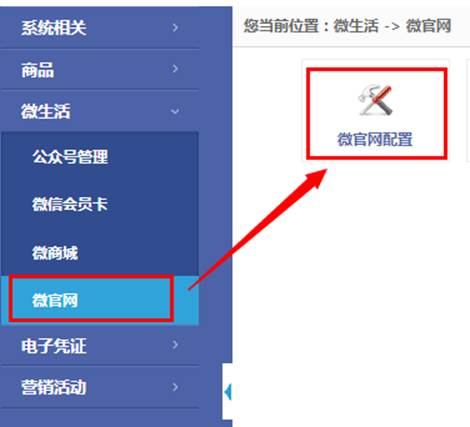 系统相关
商品
微生活
公众号管理
微信会员卡
微商城
微官网
电子凭证
营销活动
您当前位置：微生活 -> 微官网
微官网配置